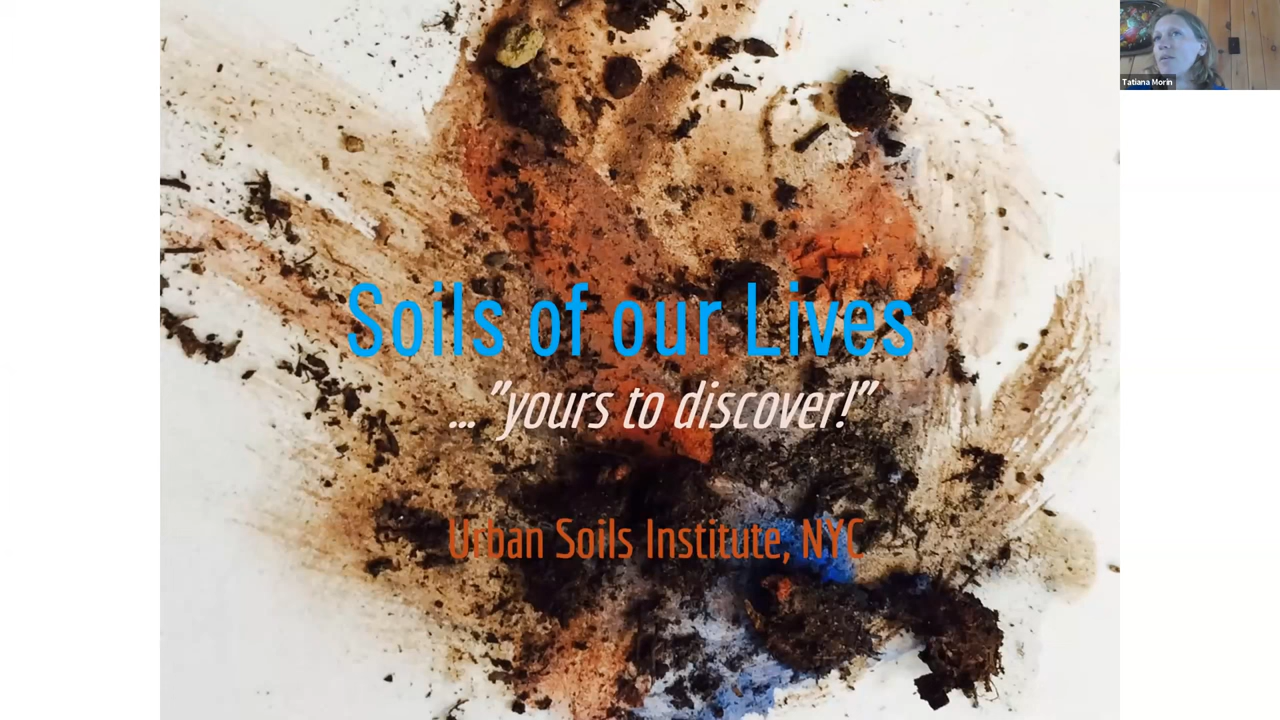 Soils of our Lives
..."yours to discover!"
Urban Soils Institute, NYC
Tatiana Morin